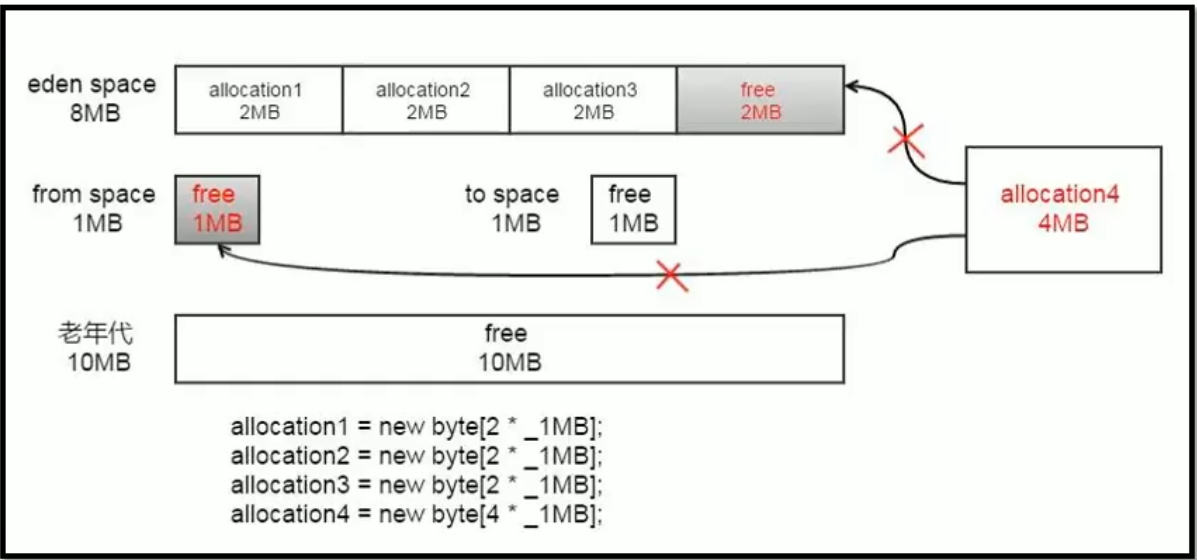 eden space
8MB
allocation1
2MB
allocation2
2MB
allocation3
2MB
free
2MB
from space
1MB
free
1MB
to space
1MB
free
1MB
allocation4
4MB
老年代
10MB
free
10MB
allocation1 = new byte[2 * _1MB];
allocation2 = new byte[2 * _1MB];
allocation3 = new byte[2 * _1MB];
allocation4 = new byte[4 * _1MB];